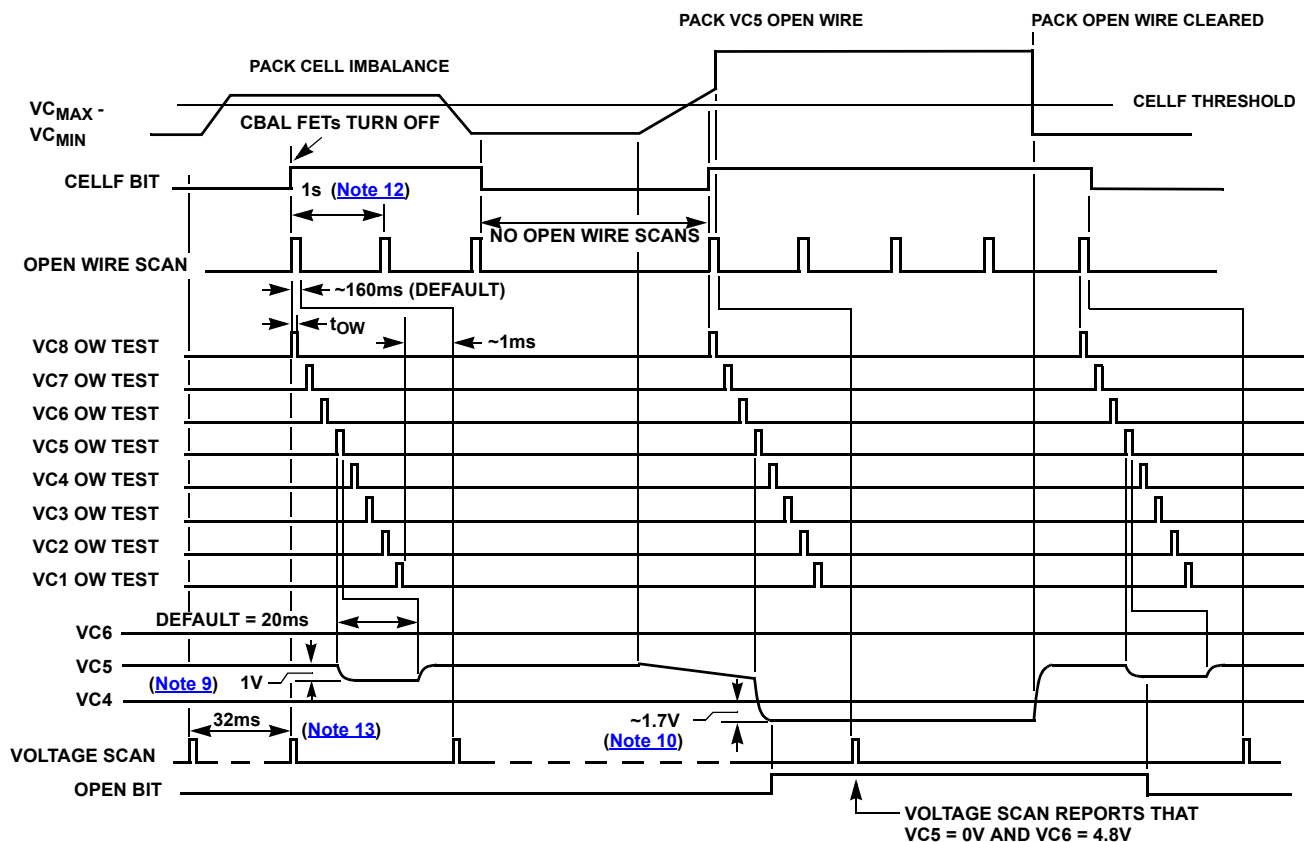 PACK VC5 OPEN WIRE
PACK OPEN WIRE CLEARED
PACK CELL IMBALANCE
VCMAX -
VCMIN
CELLF THRESHOLD
CBAL FETs TURN OFF
CELLF BIT
1s (Note 12)
NO OPEN WIRE SCANS
OPEN WIRE SCAN
~160ms (DEFAULT)
tOW
~1ms
VC8 OW TEST
VC7 OW TEST
VC6 OW TEST
VC5 OW TEST
VC4 OW TEST
VC3 OW TEST
VC2 OW TEST
VC1 OW TEST
DEFAULT = 20ms
VC6
VC5
(Note 9) 1V
VC4
32ms
(Note 13)
~1.7V
(Note 10)
VOLTAGE SCAN
OPEN BIT
VOLTAGE SCAN REPORTS THAT
VC5 = 0V AND VC6 = 4.8V